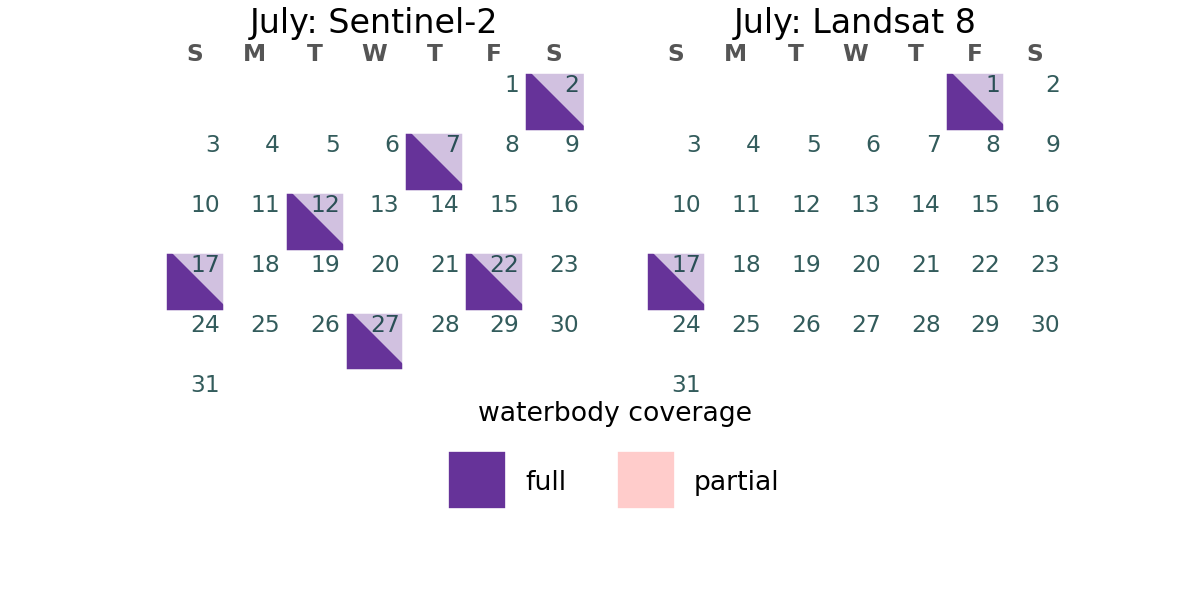 July: Sentinel-2
S M T W T F S
1 2
3 4 5 6 7 8 9
10 11 12 13 14 15 16
17 18 19 20 21 22 23
24 25 26 27 28 29 30
31
July: Landsat 8
S M T W T F S
1 2
3 4 5 6 7 8 9
10 11 12 13 14 15 16
17 18 19 20 21 22 23
24 25 26 27 28 29 30
31
waterbody coverage
full partial